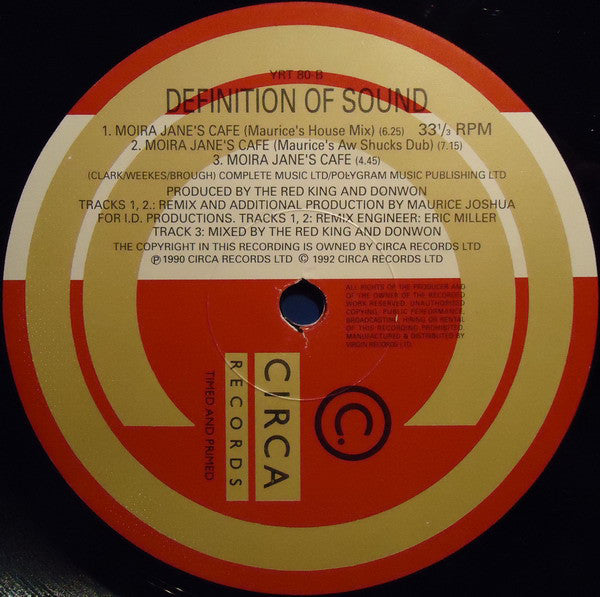 YRT 80 B
DEFINITION OF SOUND
1. MOIRA JANE'S CAFE (Maurice's House Mix) (6.25) 33⅓ RPM
2. MOIRA JANE'S CAFE (Maurice's Aw Shucks Dub) (7.15)
3. MOIRA JANE'S CAFE (4.45)
(CLARK/WEEKES/BROUGH) COMPLETE MUSIC LTD/POLYGRAM MUSIC PUBLISHING LTD
PRODUCED BY THE RED KING AND DONWON
TRACKS 1, 2.: REMIX AND ADDITIONAL PRODUCTION BY MAURICE JOSHUA
FOR I.D. PRODUCTIONS. TRACKS 1, 2: REMIX ENGINEER: ERIC MILLER
TRACK 3: MIXED BY THE RED KING AND DONWON
THE COPYRIGHT IN THIS RECORDING IS OWNED BY CIRCA RECORDS LTD
℗ 1990 CIRCA RECORDS LTD © 1992 CIRCA RECORDS LTD
ALL RIGHTS OF THE PRODUCER AND
OF THE OWNER OF THE RECORDED
WORK RESERVED. UNAUTHORISED
COPYING, PUBLIC PERFORMANCE,
BROADCASTING, HIRING OR RENTAL
OF THIS RECORDING PROHIBITED.
MANUFACTURED & DISTRIBUTED BY
VIRGIN RECORDS LTD.
C.
CIRCA
RECORDS
TIMED AND PRIMED